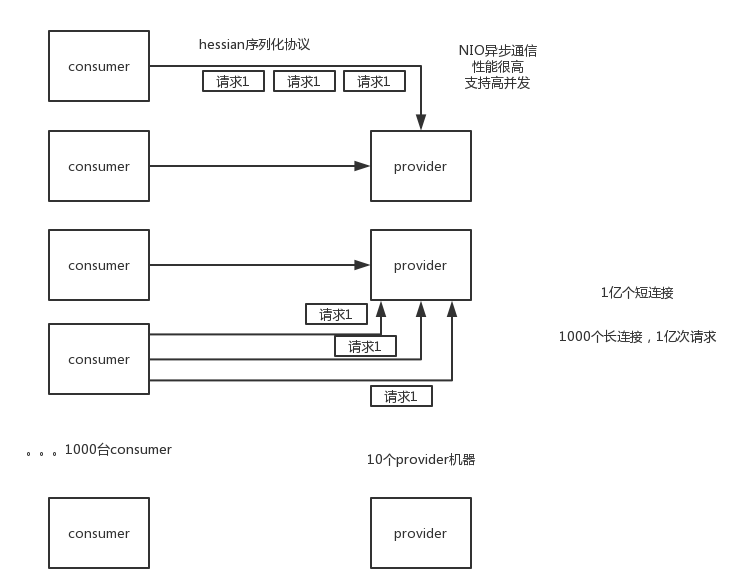 hessian序列化协议
NIO异步通信
性能很高
支持高并发
consumer
请求1
请求1
请求1
consumer
provider
consumer
provider
1亿个短连接
请求1
1000个长连接，1亿次请求
请求1
consumer
请求1
。。。1000台consumer
10个provider机器
consumer
provider